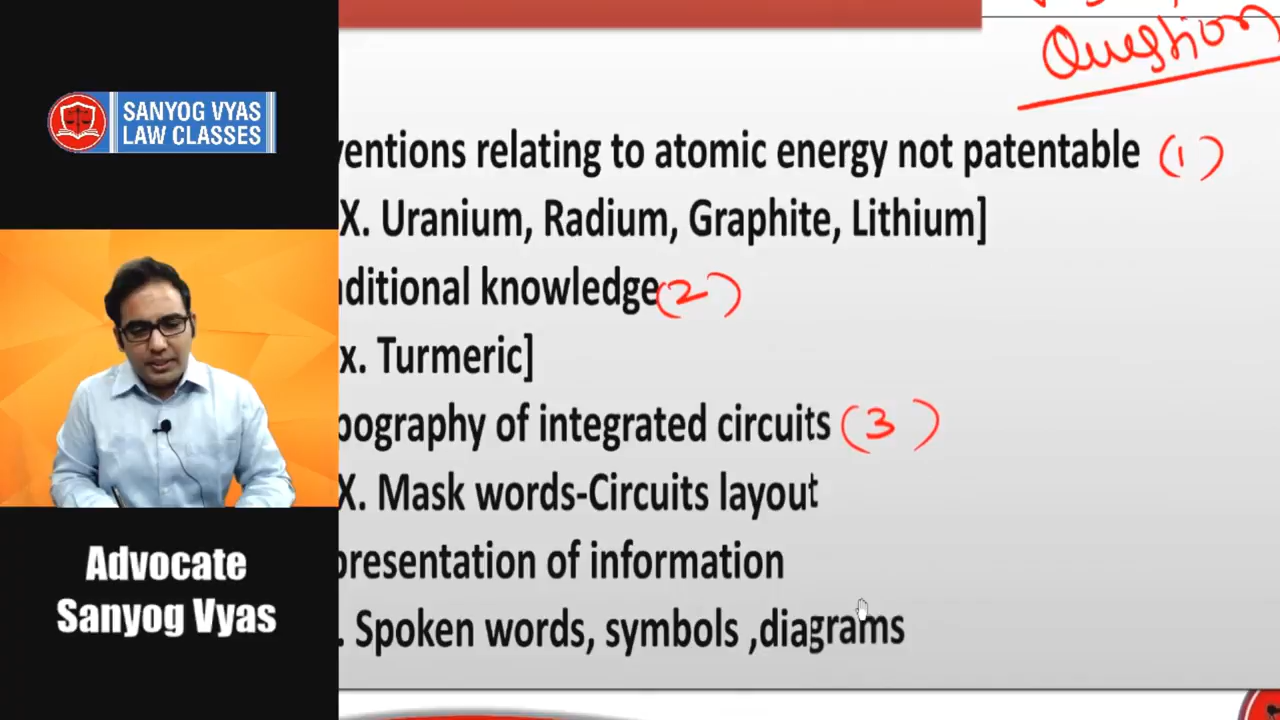 Question
SANYOG VYAS
LAW CLASSES
ventions relating to atomic energy not patentable (1)
X. Uranium, Radium, Graphite, Lithium]
aditional knowledge (2)
x. Turmeric]
pography of integrated circuits (3)
X. Mask words-Circuits layout
presentation of information
. Spoken words, symbols ,diagrams
Advocate
Sanyog Vyas